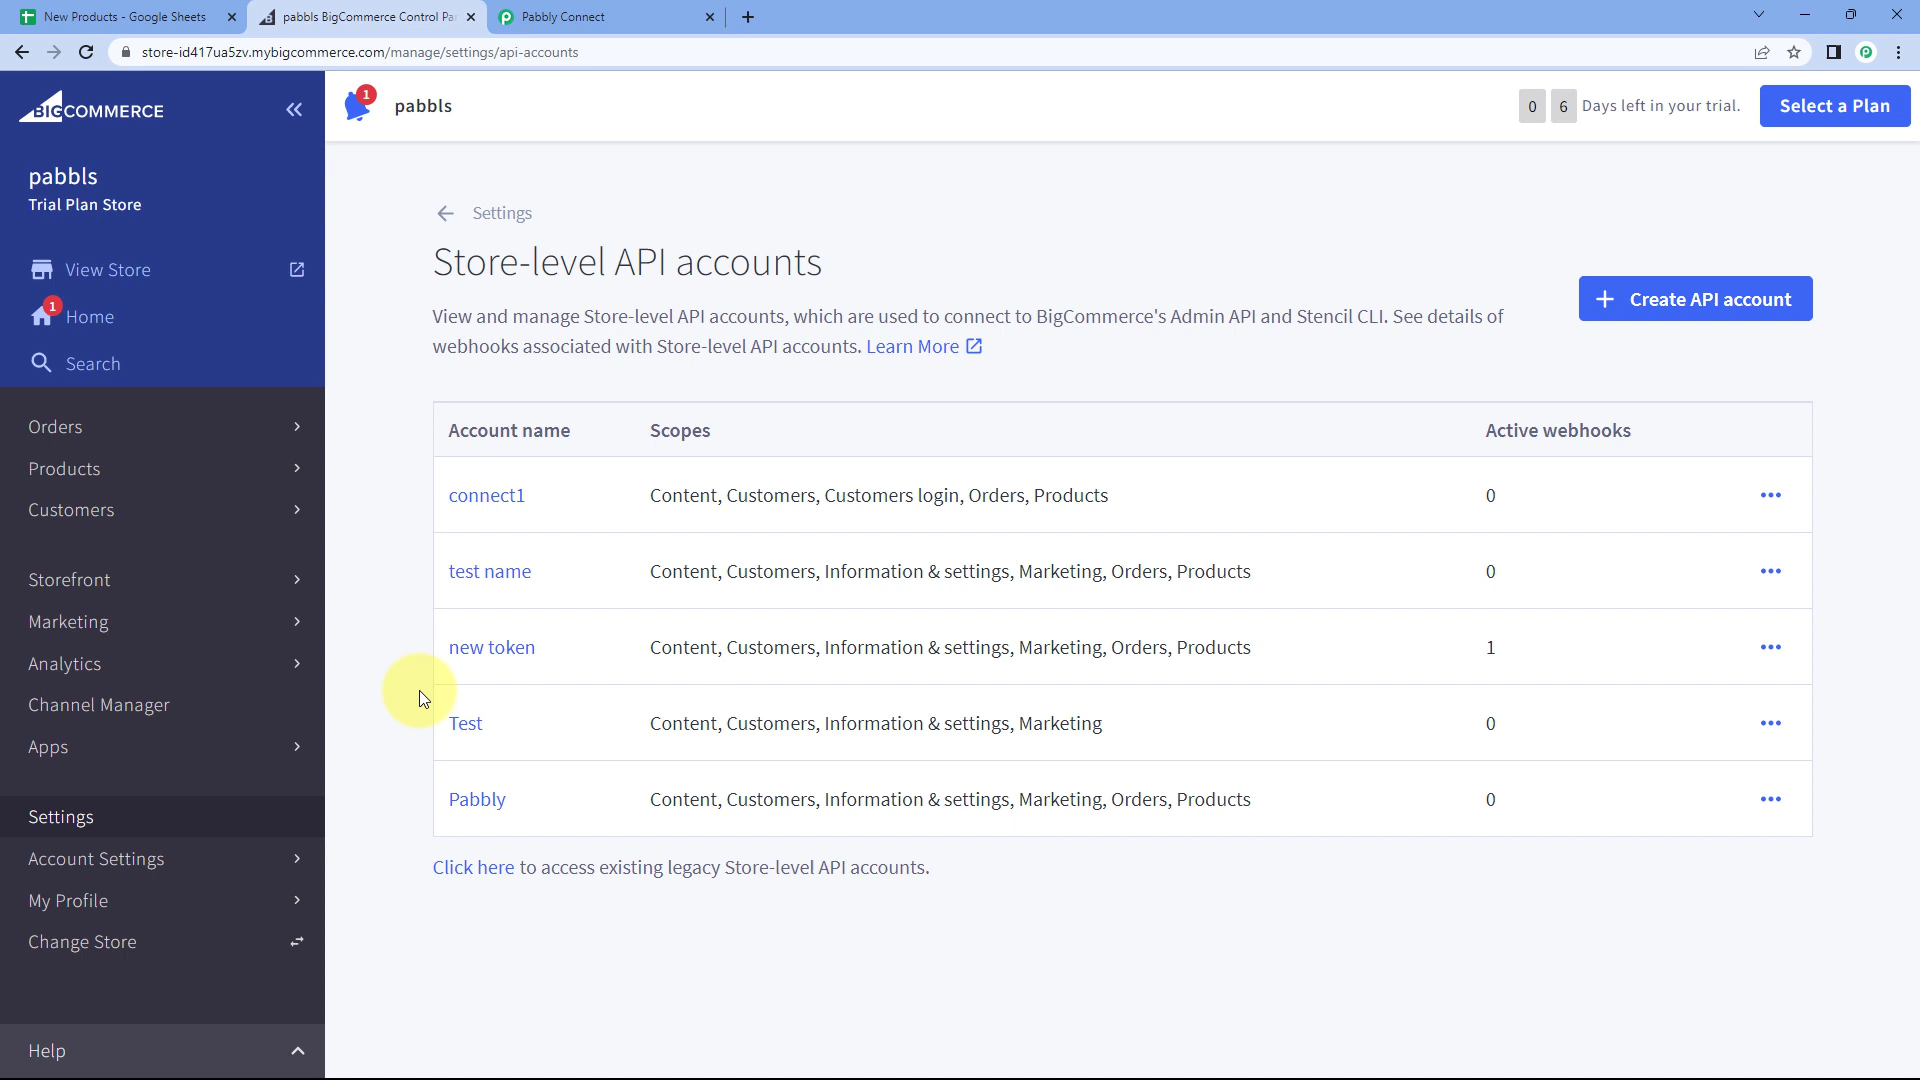 New Products - Google Sheets
pabbls BigCommerce Control Pa
Pabbly Connect
store-id417ua5zv.mybigcommerce.com/manage/settings/api-accounts
BIGCOMMERCE
1
pabbls
0 6 Days left in your trial.
Select a Plan
pabbls
Trial Plan Store
View Store
1
Home
Search
Orders
Products
Customers
Storefront
Marketing
Analytics
Channel Manager
Apps
Settings
Account Settings
My Profile
Change Store
Help
Settings
Store-level API accounts
View and manage Store-level API accounts, which are used to connect to BigCommerce's Admin API and Stencil CLI. See details of
webhooks associated with Store-level API accounts. Learn More
Create API account
Account name Scopes Active webhooks
connect1 Content, Customers, Customers login, Orders, Products 0
test name Content, Customers, Information & settings, Marketing, Orders, Products 0
new token Content, Customers, Information & settings, Marketing, Orders, Products 1
Test Content, Customers, Information & settings, Marketing 0
Pabbly Content, Customers, Information & settings, Marketing, Orders, Products 0
Click here to access existing legacy Store-level API accounts.